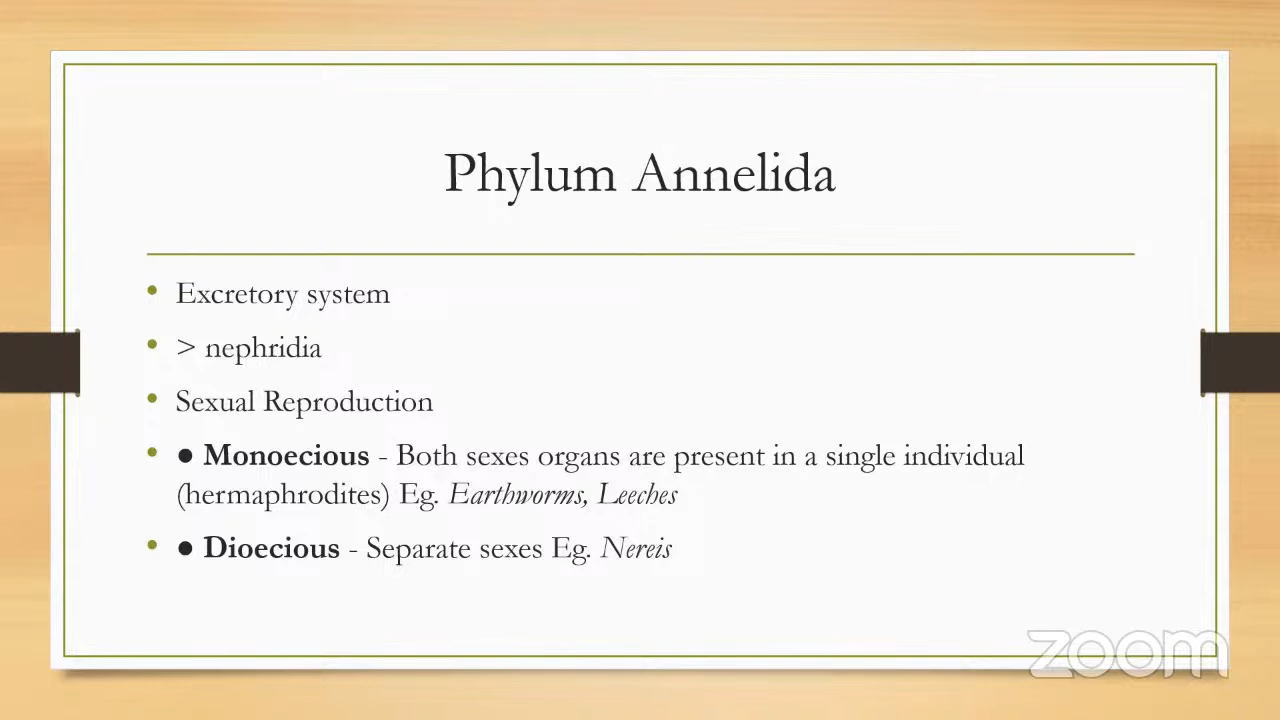 Phylum Annelida
• Excretory system
• > nephridia
• Sexual Reproduction
• ● Monoecious - Both sexes organs are present in a single individual
(hermaphrodites) Eg. Earthworms, Leeches
• ● Dioecious - Separate sexes Eg. Nereis
zoom